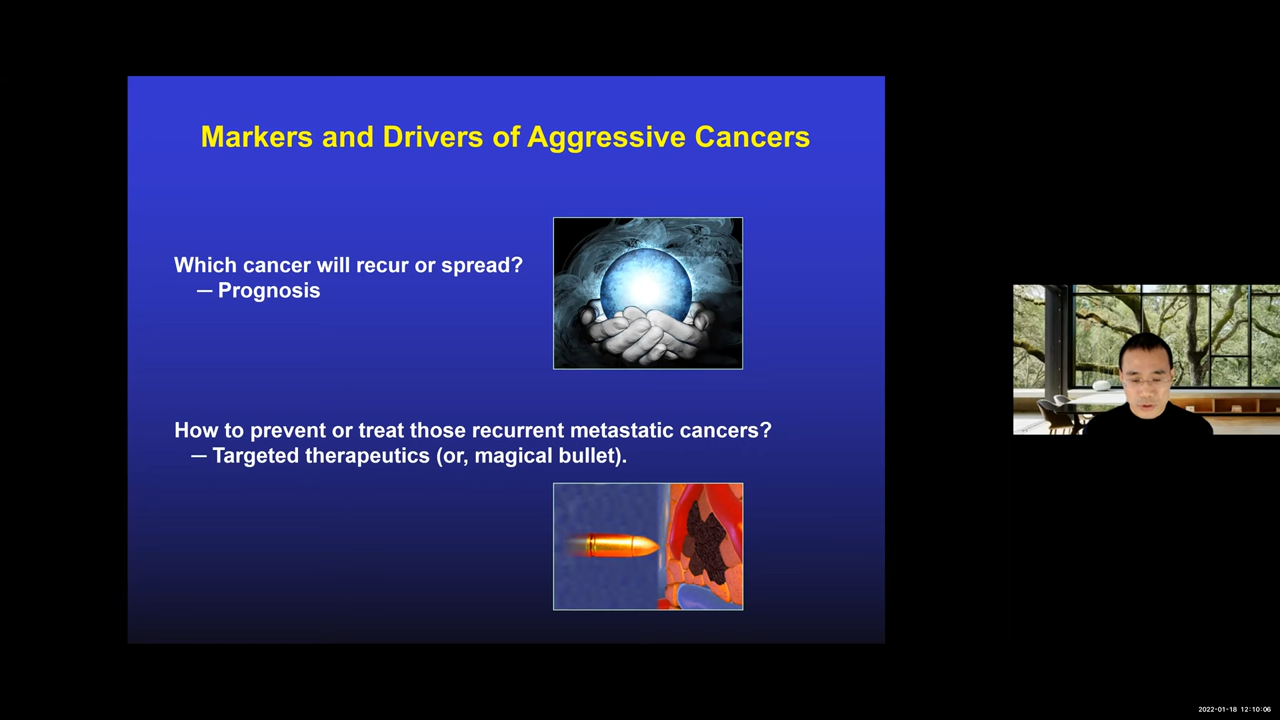 Markers and Drivers of Aggressive Cancers
Which cancer will recur or spread?
— Prognosis
How to prevent or treat those recurrent metastatic cancers?
— Targeted therapeutics (or, magical bullet).
2022-01-18 12:10:06